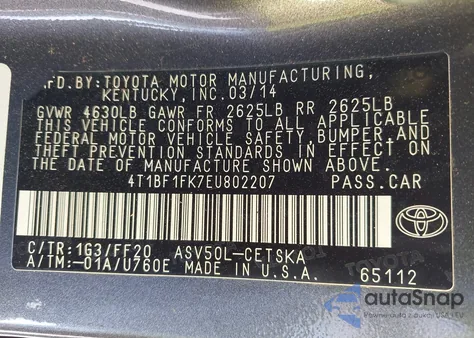 MFD.BY:TOYOTA MOTOR MANUFACTURING,
KENTUCKY, INC. 03/14
GVWR 4630LB GAWR FR 2625LB RR 2625LB
THIS VEHICLE CONFORMS TO ALL APPLICABLE
FEDERAL MOTOR VEHICLE SAFETY, BUMPER, AND
THEFT PREVENTION STANDARDS IN EFFECT ON
THE DATE OF MANUFACTURE SHOWN ABOVE.
4T1BF1FK7EU802207 PASS.CAR
TOYOTA
C/TR:1G3/FF20 ASV50L-CETSKA
A/TM:-01A/U760E MADE IN U.S.A. 65112
autoSnap